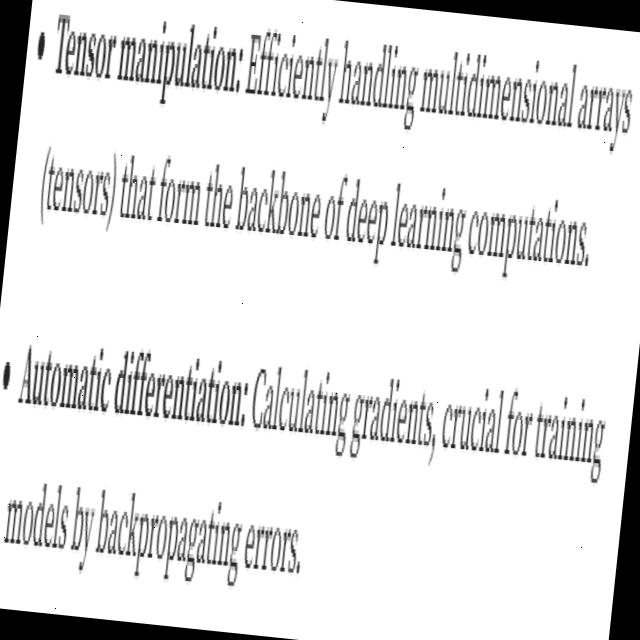 • Tensor manipulation: Efficiently handling multidimensional arrays
(tensors) that form the backbone of deep learning computations.
• Automatic differentiation: Calculating gradients, crucial for training
models by backpropagating errors.